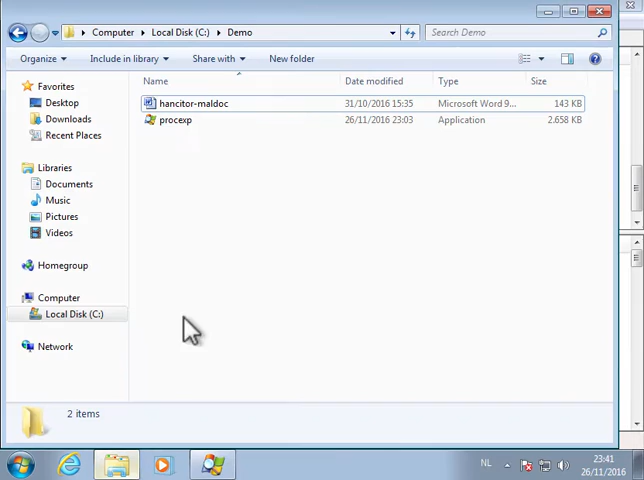 Computer Local Disk (C:) Demo
Search Demo
Organize Include in library Share with New folder
Favorites
Desktop
Downloads
Recent Places
Libraries
Documents
Music
Pictures
Videos
Homegroup
Computer
Local Disk (C:)
Network
Name Date modified Type Size
hancitor-maldoc 31/10/2016 15:35 Microsoft Word 9... 143 KB
procexp 26/11/2016 23:03 Application 2.658 KB
2 items
NL
23:41
26/11/2016